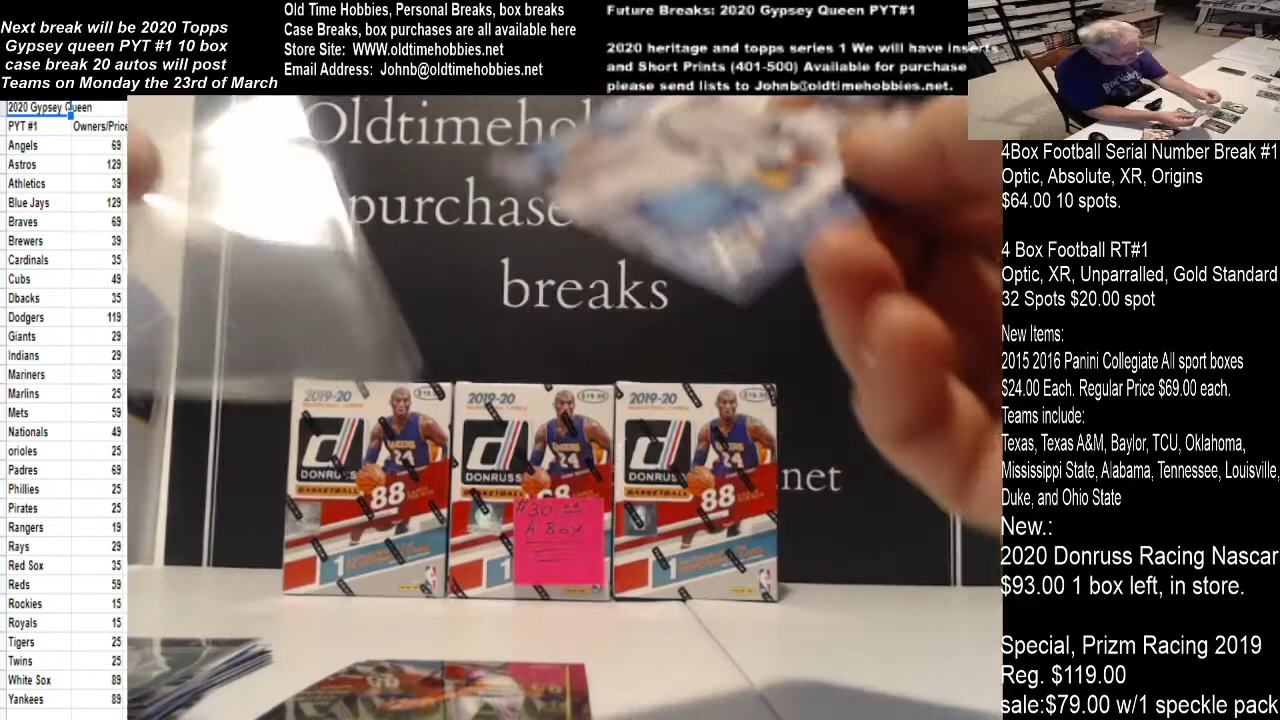 Next break will be 2020 Topps
Gypsey queen PYT #1 10 box
case break 20 autos will post
Teams on Monday the 23rd of March
Old Time Hobbies, Personal Breaks, box breaks
Case Breaks, box purchases are all available here
Store Site: WWW.oldtimehobbies.net
Email Address: Johnb@oldtimehobbies.net
Future Breaks: 2020 Gypsey Queen PYT#1
2020 heritage and topps series 1 We will have inserts
and Short Prints (401-500) Available for purchase
please send lists to Johnb@oldtimehobbies.net.
2020 Gypsey Queen
PYT #1 Owners/Price
Angels 69
Astros 129
Athletics 39
Blue Jays 129
Braves 69
Brewers 39
Cardinals 35
Cubs 49
Dbacks 35
Dodgers 119
Giants 29
Indians 29
Mariners 39
Marlins 25
Mets 59
Nationals 49
orioles 25
Padres 69
Phillies 25
Pirates 25
Rangers 19
Rays 29
Red Sox 35
Reds 59
Rockies 15
Royals 15
Tigers 25
Twins 25
White Sox 89
Yankees 89
Oldtimeho
purchase
breaks
.net
2019-20
DONRUSS
BASKETBALL
88
1
2019-20
DONRUSS
BASKETBALL
24
#30.00
A Box
2019-20
DONRUSS
BASKETBALL
24
88
1
4Box Football Serial Number Break #1
Optic, Absolute, XR, Origins
$64.00 10 spots.
4 Box Football RT#1
Optic, XR, Unparralled, Gold Standard
32 Spots $20.00 spot
New Items:
2015 2016 Panini Collegiate All sport boxes
$24.00 Each. Regular Price $69.00 each.
Teams include:
Texas, Texas A&M, Baylor, TCU, Oklahoma,
Mississippi State, Alabama, Tennessee, Louisville,
Duke, and Ohio State
New.:
2020 Donruss Racing Nascar
$93.00 1 box left, in store.
Special, Prizm Racing 2019
Reg. $119.00
sale:$79.00 w/1 speckle pack